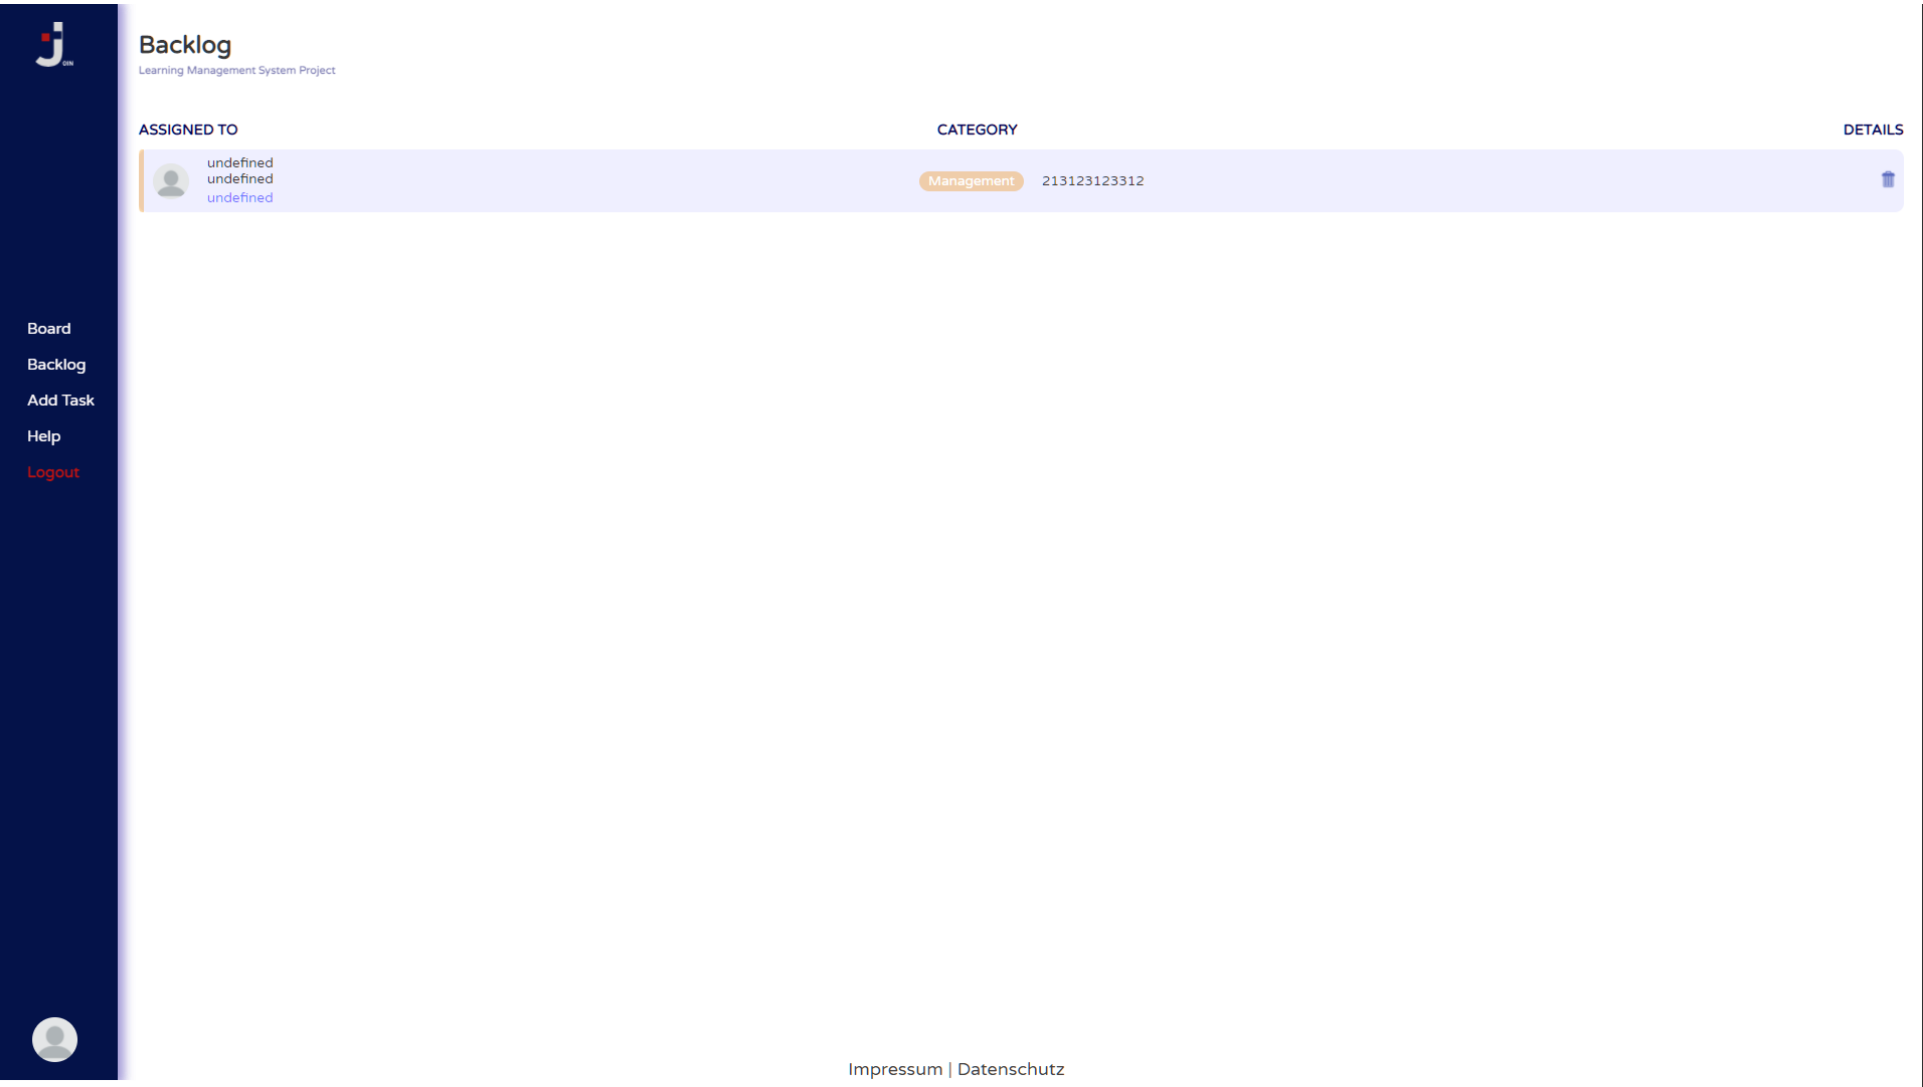 Backlog
Learning Management System Project
ASSIGNED TO CATEGORY DETAILS
undefined
undefined
undefined
Management 213123123312
Board
Backlog
Add Task
Help
Logout
Impressum | Datenschutz